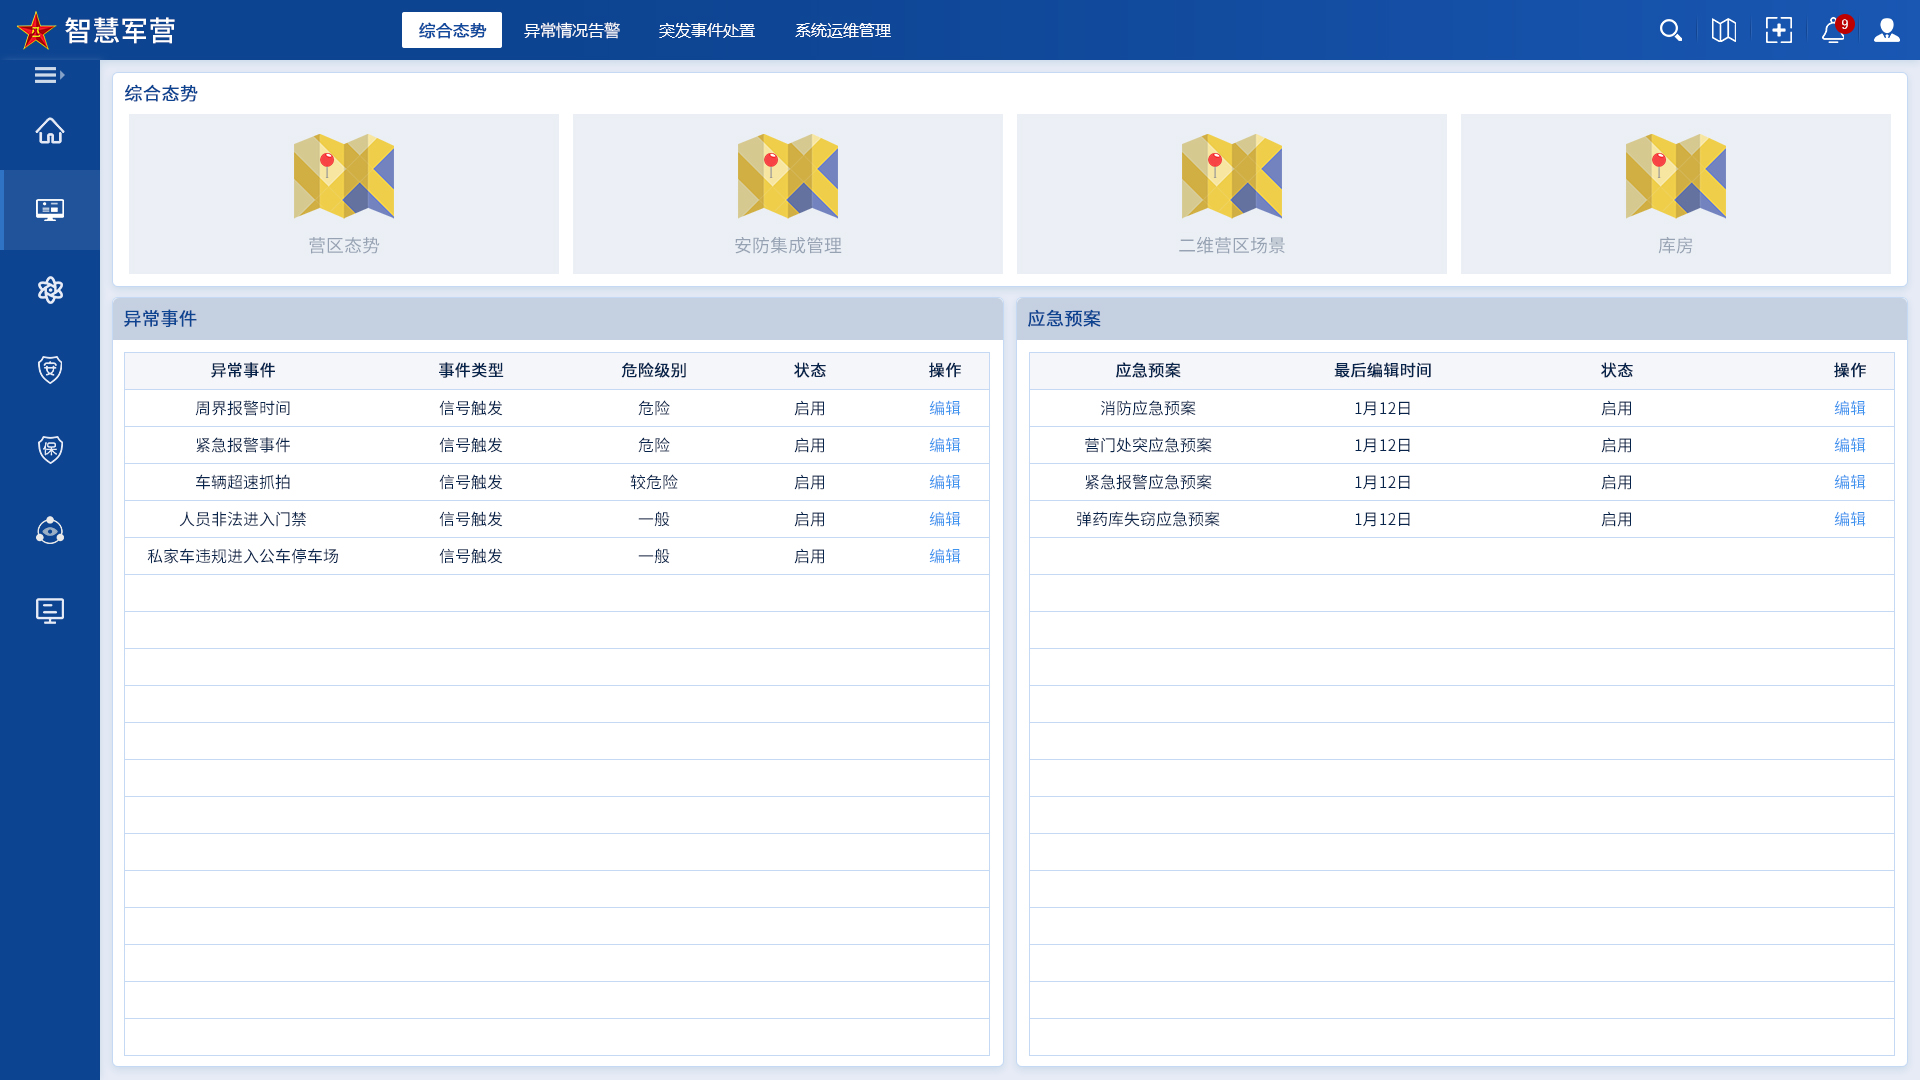 智慧军营
综合态势 异常情况告警 突发事件处置 系统运维管理 9
综合态势
营区态势 安防集成管理 二维营区场景 库房
异常事件
异常事件 事件类型 危险级别 状态 操作
周界报警时间 信号触发 危险 启用 编辑
紧急报警事件 信号触发 危险 启用 编辑
车辆超速抓拍 信号触发 较危险 启用 编辑
人员非法进入门禁 信号触发 一般 启用 编辑
私家车违规进入公车停车场 信号触发 一般 启用 编辑
应急预案
应急预案 最后编辑时间 状态 操作
消防应急预案 1月12日 启用 编辑
营门处突应急预案 1月12日 启用 编辑
紧急报警应急预案 1月12日 启用 编辑
弹药库失窃应急预案 1月12日 启用 编辑
安
保
八一